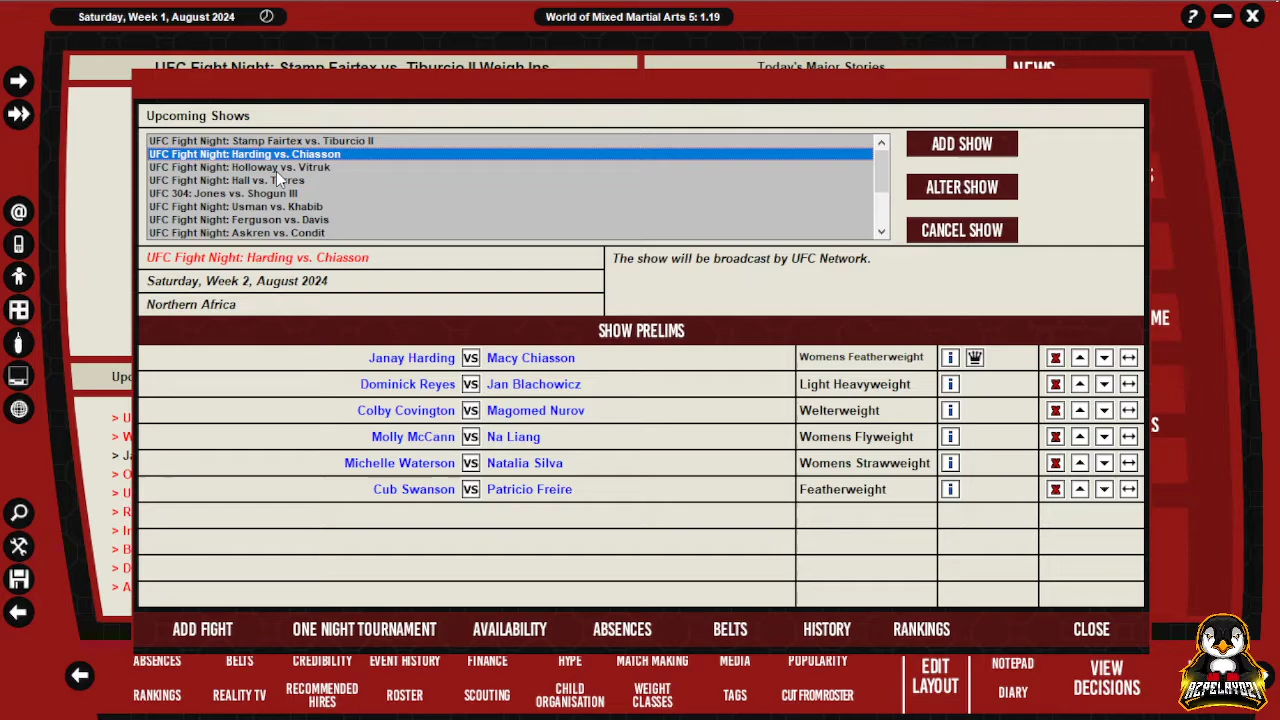 Saturday, Week 1, August 2024
World of Mixed Martial Arts 5: 1.19
UFC Fight Night: Stamp Fairtex vs. Tiburcio II Weigh Ins
Today's Major Stories
NEWS
Upcoming Shows
UFC Fight Night: Stamp Fairtex vs. Tiburcio II
UFC Fight Night: Harding vs. Chiasson
UFC Fight Night: Holloway vs. Vitruk
UFC Fight Night: Hall vs.
UFC 304: Jones vs. Shogun III
UFC Fight Night: Usman vs. Khabib
UFC Fight Night: Ferguson vs. Davis
UFC Fight Night: Askren vs. Condit
ADD SHOW
ALTER SHOW
CANCEL SHOW
UFC Fight Night: Harding vs. Chiasson
The show will be broadcast by UFC Network.
Saturday, Week 2, August 2024
Northern Africa
SHOW PRELIMS
Janay Harding VS Macy Chiasson Womens Featherweight i
Dominick Reyes VS Jan Blachowicz Light Heavyweight i
Colby Covington VS Magomed Nurov Welterweight i
Molly McCann VS Na Liang Womens Flyweight i
Michelle Waterson VS Natalia Silva Womens Strawweight i
Cub Swanson VS Patricio Freire Featherweight i
ADD FIGHT ONE NIGHT TOURNAMENT AVAILABILITY ABSENCES BELTS HISTORY RANKINGS CLOSE
ABSENCES BELTS CREDIBILITY EVENT HISTORY FINANCE HYPE MATCH MAKING MEDIA POPULARITY
RANKINGS REALITY TV RECOMMENDED HIRES ROSTER SCOUTING CHILD ORGANISATION WEIGHT CLASSES TAGS CUT FROM ROSTER
EDIT LAYOUT
NOTEPAD
DIARY
VIEW DECISIONS